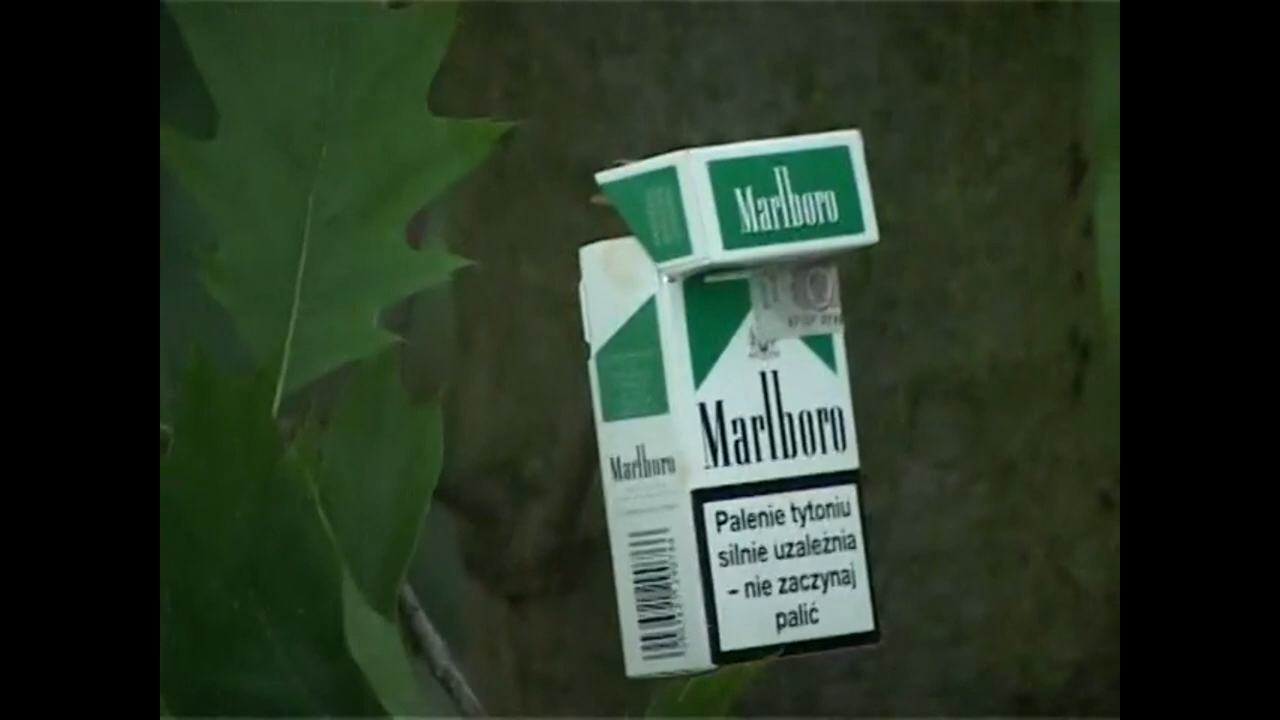 Marlboro
Marlboro
Marlboro
Palenie tytoniu
silnie uzależnia
– nie zaczynaj
palić